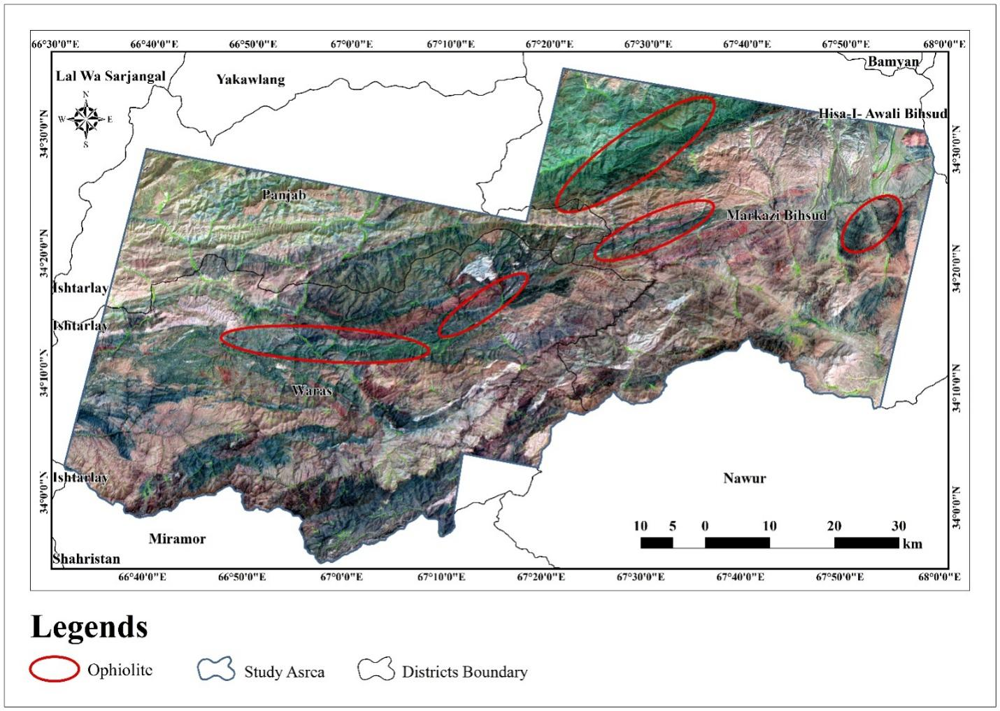 66°30'0"E 66°40'0"E 66°50'0"E 67°0'0"E 67°10'0"E 67°20'0"E 67°30'0"E 67°40'0"E 67°50'0"E 68°0'0"E
Bamyan
Lal Wa Sarjangal
Yakawlang
N
W E
S
Hisa-I- Awali Bihsud
34°30'0"N
34°30'0"N
Panjab
Markazi Bihsud
34°20'0"N
34°20'0"N
Ishtarlay
Ishtarlay
34°10'0"N
34°10'0"N
Waras
Ishtarlay
Nawur
34°0'0"N
34°0'0"N
Miramor
10 5 0 10 20 30
km
Shahristan
66°40'0"E 66°50'0"E 67°0'0"E 67°10'0"E 67°20'0"E 67°30'0"E 67°40'0"E 67°50'0"E 68°0'0"E
Legends
Ophiolite
Study Asrea
Districts Boundary